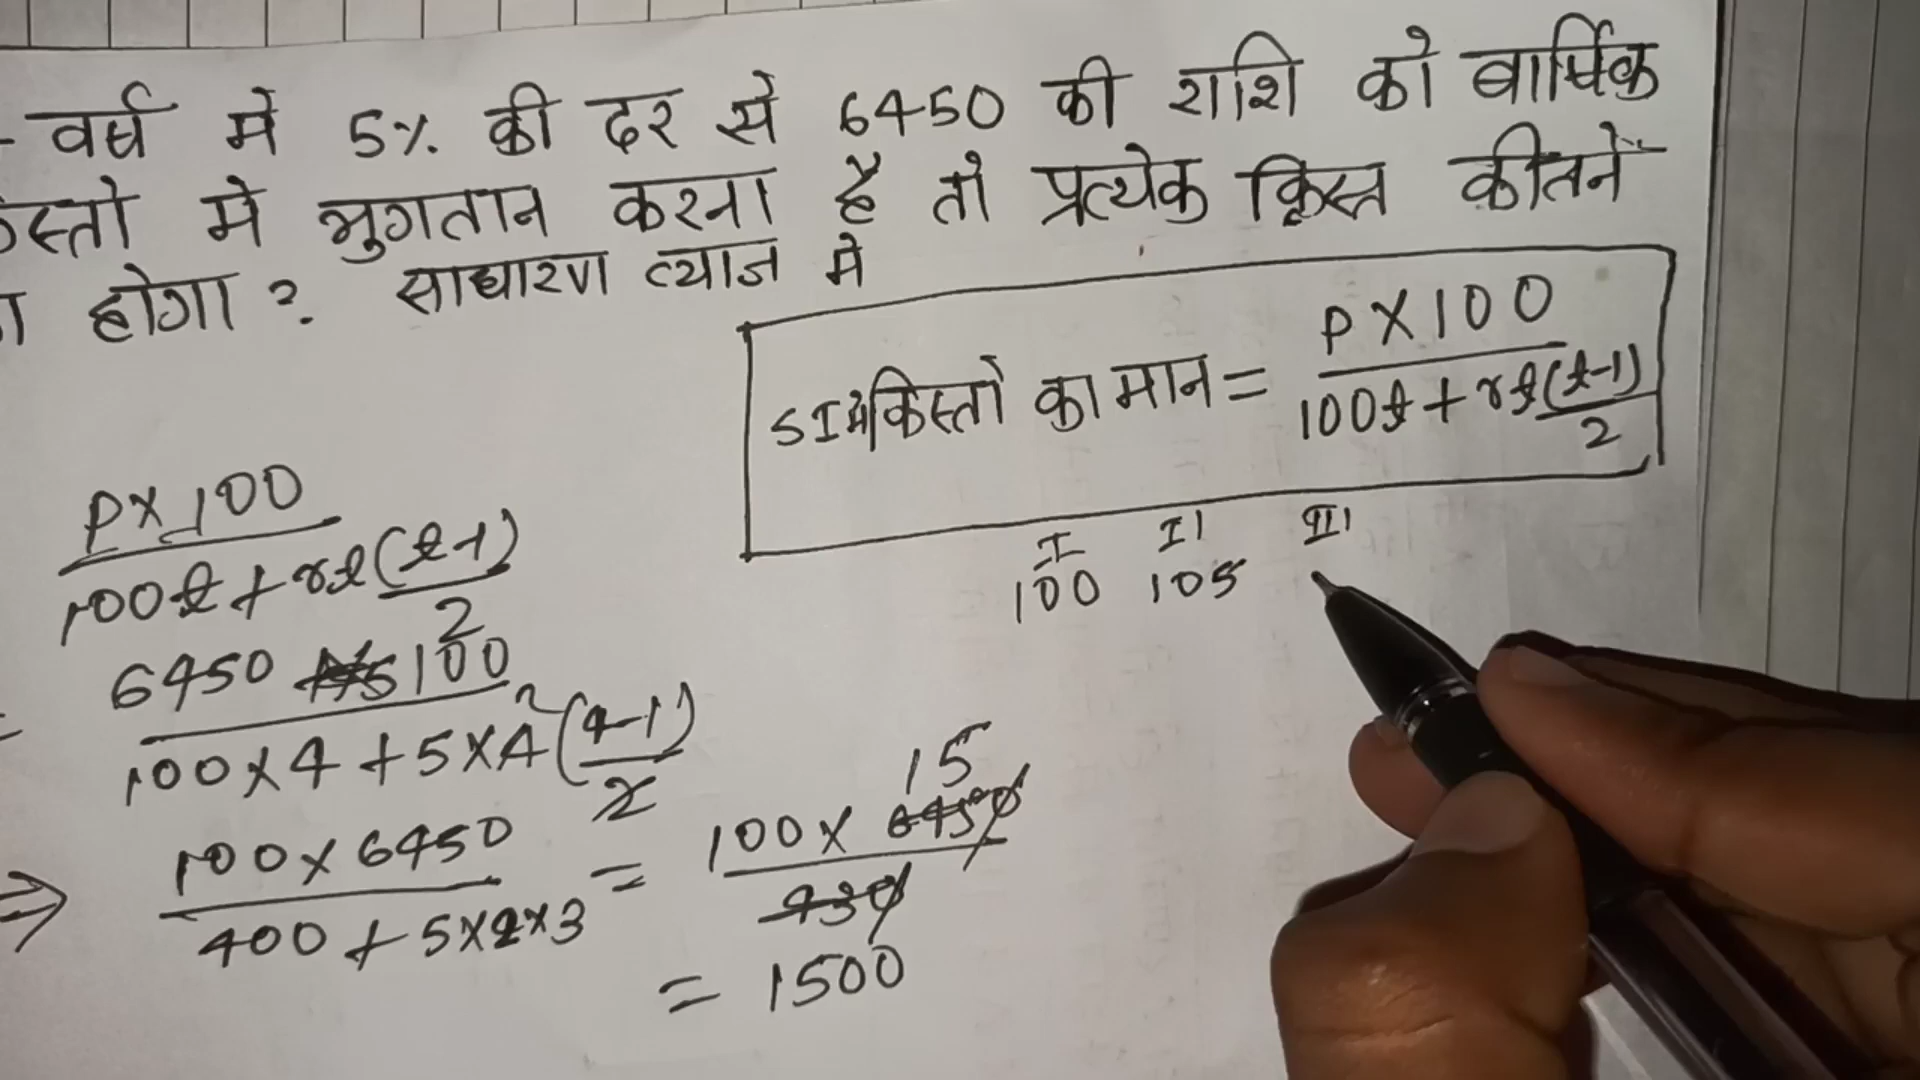 वर्ष में 5% की दर से 6450 की राशि को वार्षिक
स्तो में भुगतान करना है तो प्रत्येक क़िस्त कीतनें
होगा ? साधारण व्याज में
SI में किस्तो का मान = P X 100 / 100t + rt(t-1)/2
P X 100 / 100t + rt(t-1)/2
I II III
100 105
= 6450 100 / 100 X 4 + 5 X 4² (4-1)/2
⇒ 100 X 6450 / 400 + 5 X 2 X 3 = 100 X 6450 15 / 430
= 1500